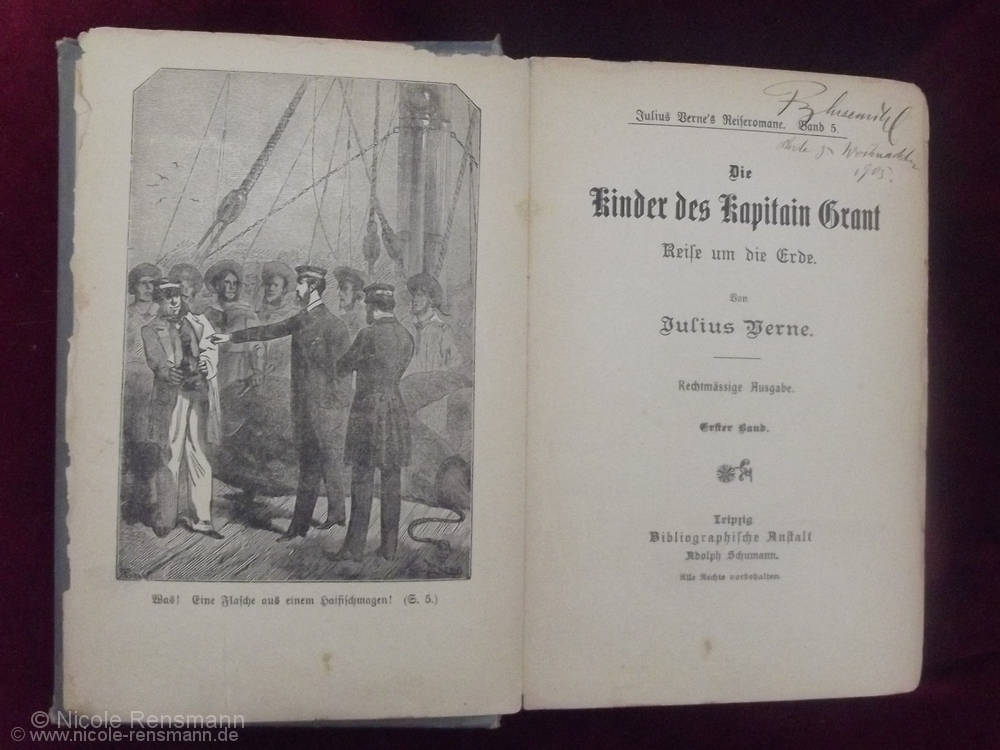 Was! Eine Flasche aus einem Haifischmagen! (S. 5.)
Julius Verne's Reiseromane. Band 5.
1905.
Die
Kinder des Kapitain Grant
Reise um die Erde.
Von
Julius Verne.
Rechtmässige Ausgabe.
Erster Band.
Leipzig
Bibliographische Anstalt
Adolph Schumann.
Alle Rechte vorbehalten.
© Nicole Rensmann
© www.nicole-rensmann.de